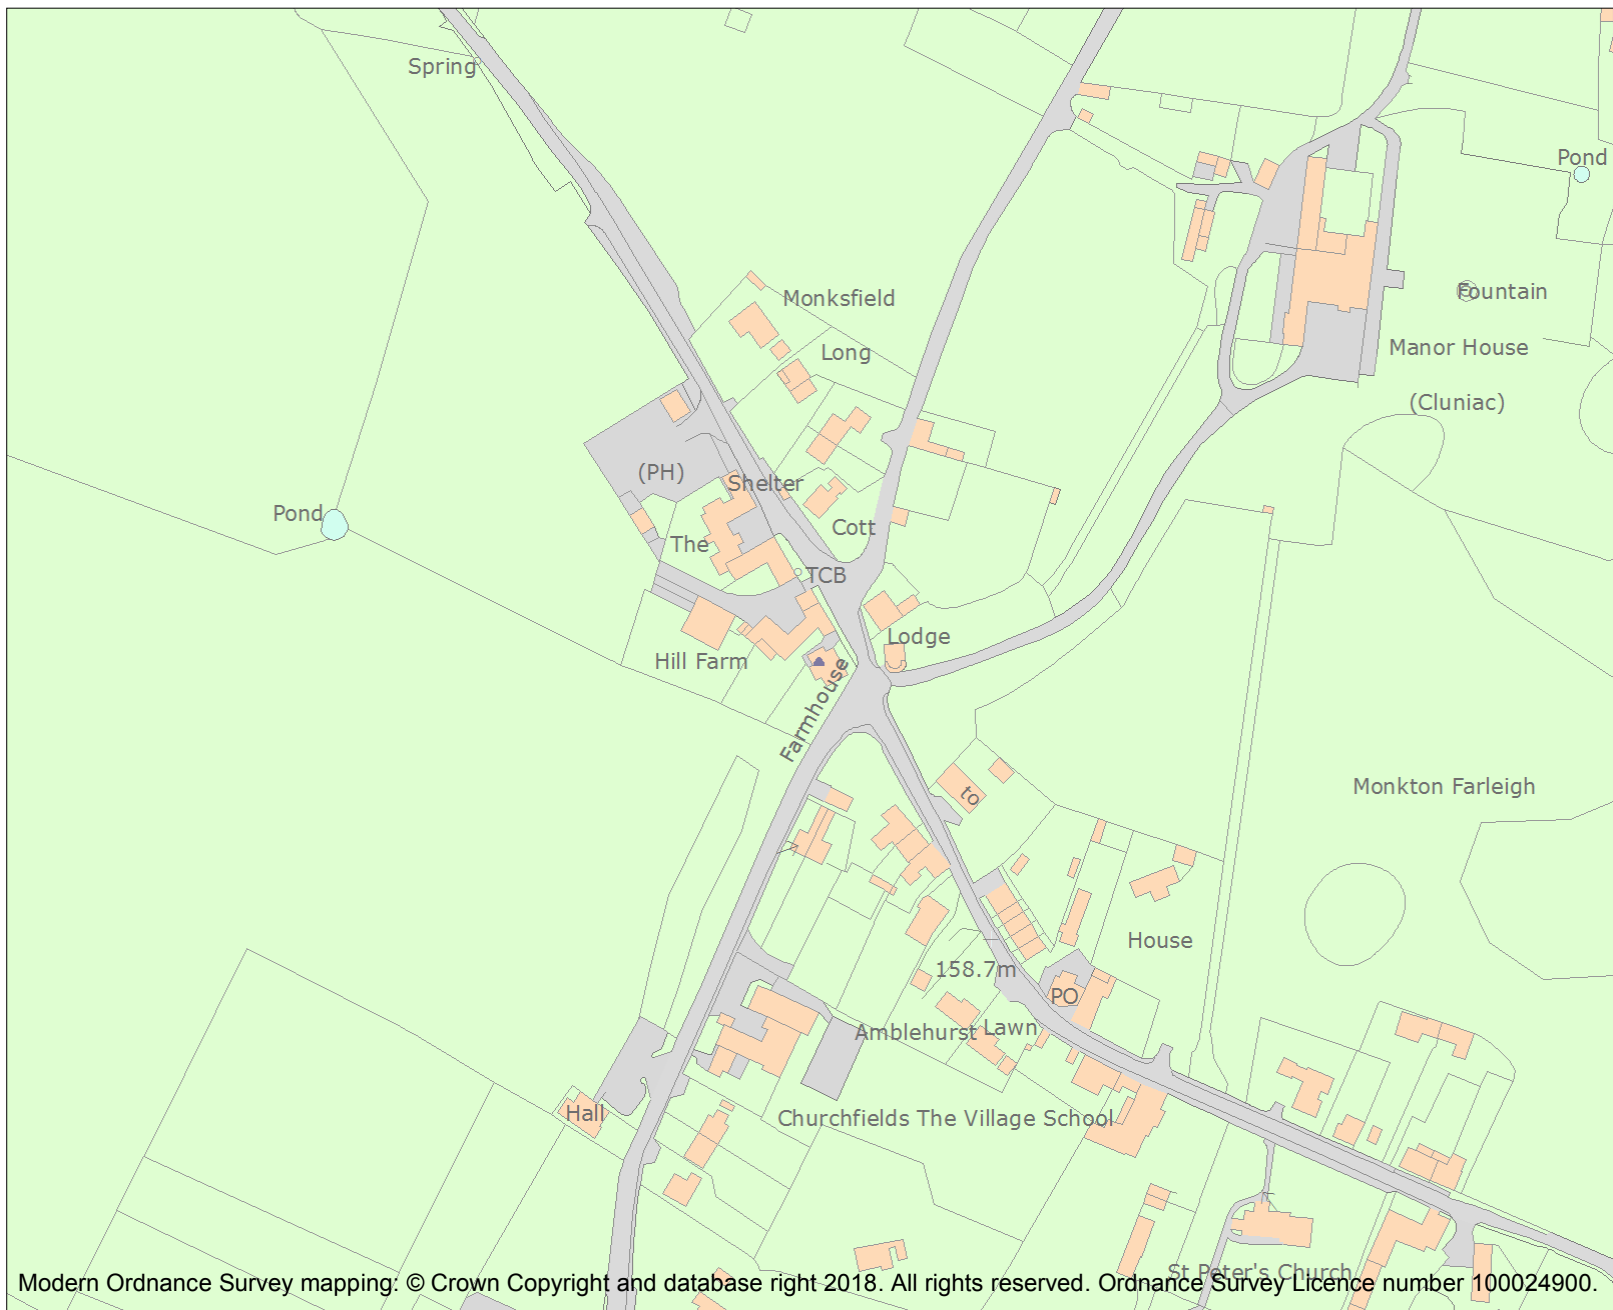 Spring
Pond
Monksfield
Fountain
Long
Manor House
(Cluniac)
(PH)
Shelter
Pond
Cott
The
TCB
Lodge
Hill Farm
Farmhouse
to
Monkton Farleigh
House
158.7m
PO
Amblehurst
Lawn
Hall
Churchfields The Village School
St Peter's Church
Modern Ordnance Survey mapping: © Crown Copyright and database right 2018. All rights reserved. Ordnance Survey Licence number 100024900.